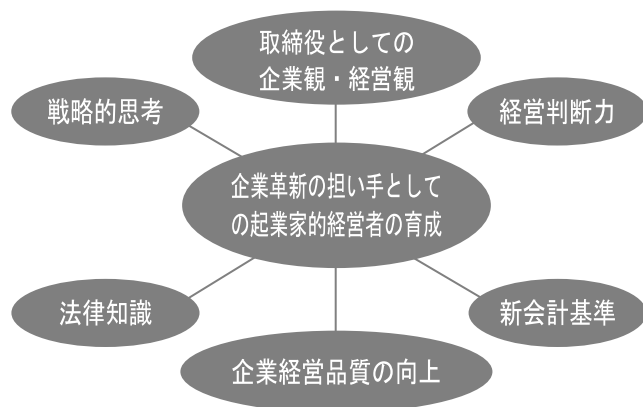 取締役としての
企業観・経営観
戦略的思考
経営判断力
企業革新の担い手として
の起業家的経営者の育成
法律知識
新会計基準
企業経営品質の向上